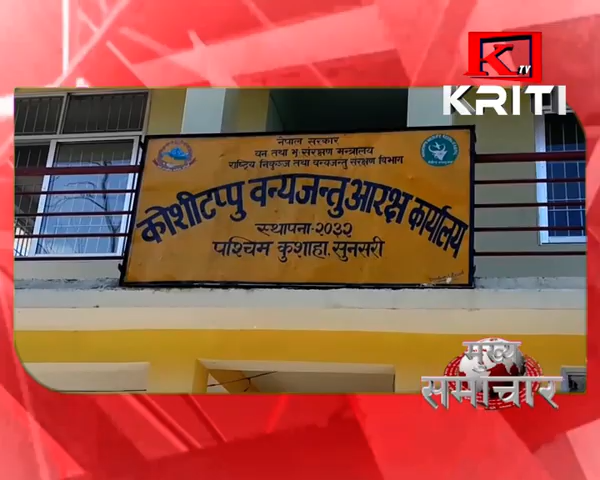 K TV
KRITI
नेपाल सरकार
वन तथा भू-संरक्षण मन्त्रालय
राष्ट्रिय निकुञ्ज तथा वन्यजन्तु संरक्षण विभाग
कोशीटप्पु वन्यजन्तु आरक्ष कार्यालय
स्थापना-२०३२
पश्चिम कुशाहा, सुनसरी
मुख्य
समाचार